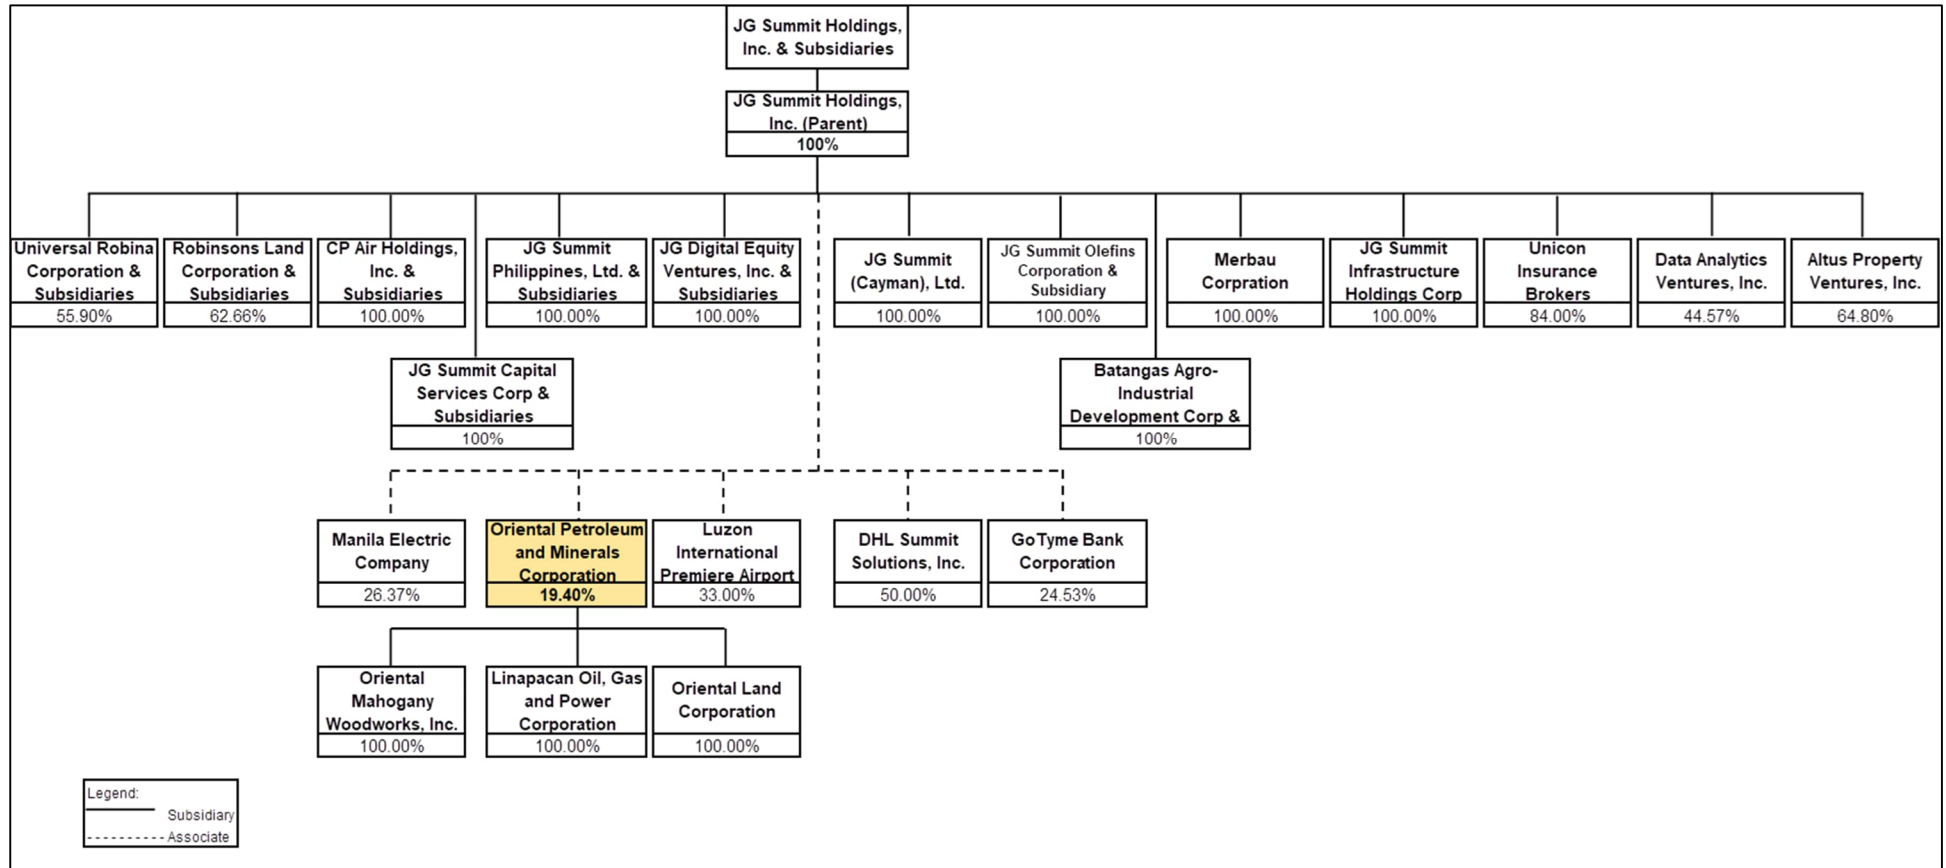 JG Summit Holdings,
Inc. & Subsidiaries
JG Summit Holdings,
Inc. (Parent)
100%
Universal Robina
Corporation &
Subsidiaries
55.90%
Robinsons Land
Corporation &
Subsidiaries
62.66%
CP Air Holdings,
Inc. &
Subsidiaries
100.00%
JG Summit
Philippines, Ltd. &
Subsidiaries
100.00%
JG Digital Equity
Ventures, Inc. &
Subsidiaries
100.00%
JG Summit
(Cayman), Ltd.
100.00%
JG Summit Olefins
Corporation &
Subsidiary
100.00%
Merbau
Corpration
100.00%
JG Summit
Infrastructure
Holdings Corp
100.00%
Unicon
Insurance
Brokers
84.00%
Data Analytics
Ventures, Inc.
44.57%
Altus Property
Ventures, Inc.
64.80%
JG Summit Capital
Services Corp &
Subsidiaries
100%
Batangas Agro-
Industrial
Development Corp &
100%
Manila Electric
Company
26.37%
Oriental Petroleum
and Minerals
Corporation
19.40%
Luzon
International
Premiere Airport
33.00%
DHL Summit
Solutions, Inc.
50.00%
GoTyme Bank
Corporation
24.53%
Oriental
Mahogany
Woodworks, Inc.
100.00%
Linapacan Oil, Gas
and Power
Corporation
100.00%
Oriental Land
Corporation
100.00%
Legend:
Subsidiary
Associate